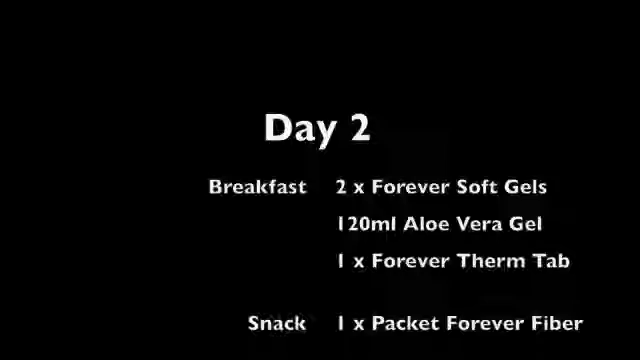 Day 2
Breakfast 2 x Forever Soft Gels
120ml Aloe Vera Gel
1 x Forever Therm Tab
Snack 1 x Packet Forever Fiber